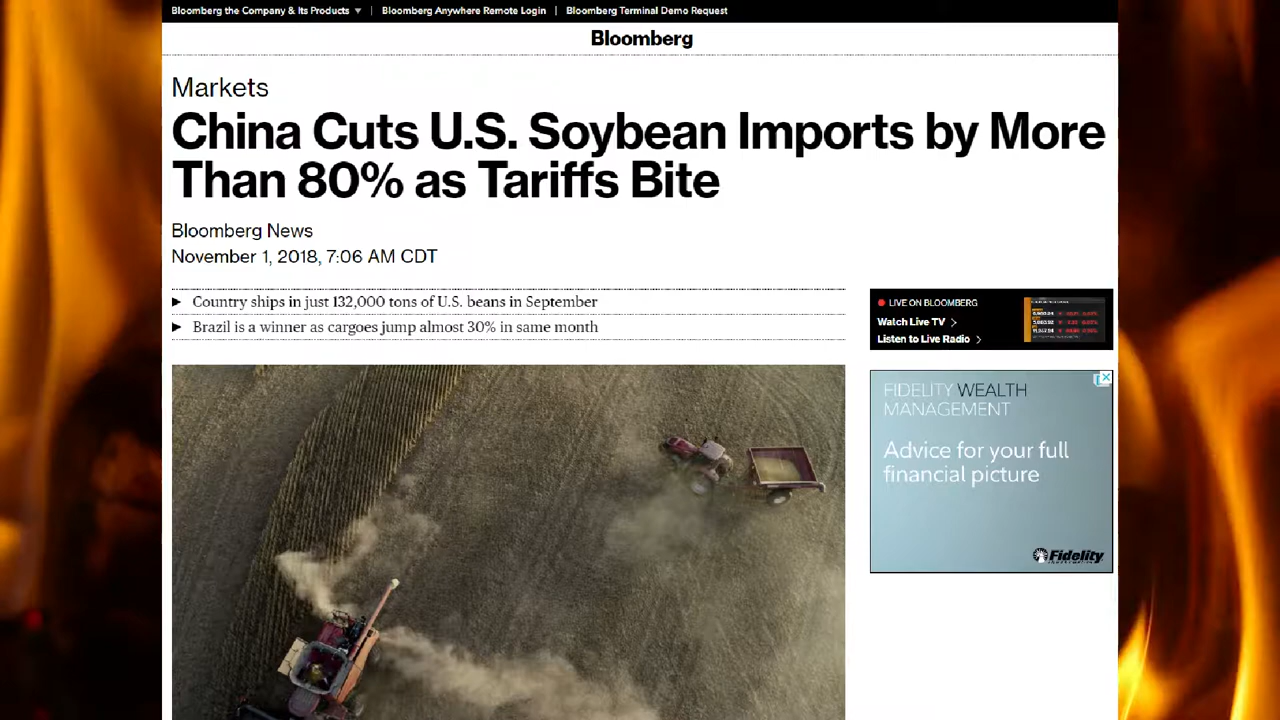 Bloomberg the Company & Its Products ▼ | Bloomberg Anywhere Remote Login | Bloomberg Terminal Demo Request
Bloomberg
Markets
China Cuts U.S. Soybean Imports by More
Than 80% as Tariffs Bite
Bloomberg News
November 1, 2018, 7:06 AM CDT
► Country ships in just 132,000 tons of U.S. beans in September
► Brazil is a winner as cargoes jump almost 30% in same month
LIVE ON BLOOMBERG
Watch Live TV >
Listen to Live Radio >
FIDELITY WEALTH
MANAGEMENT
Advice for your full
financial picture
Fidelity